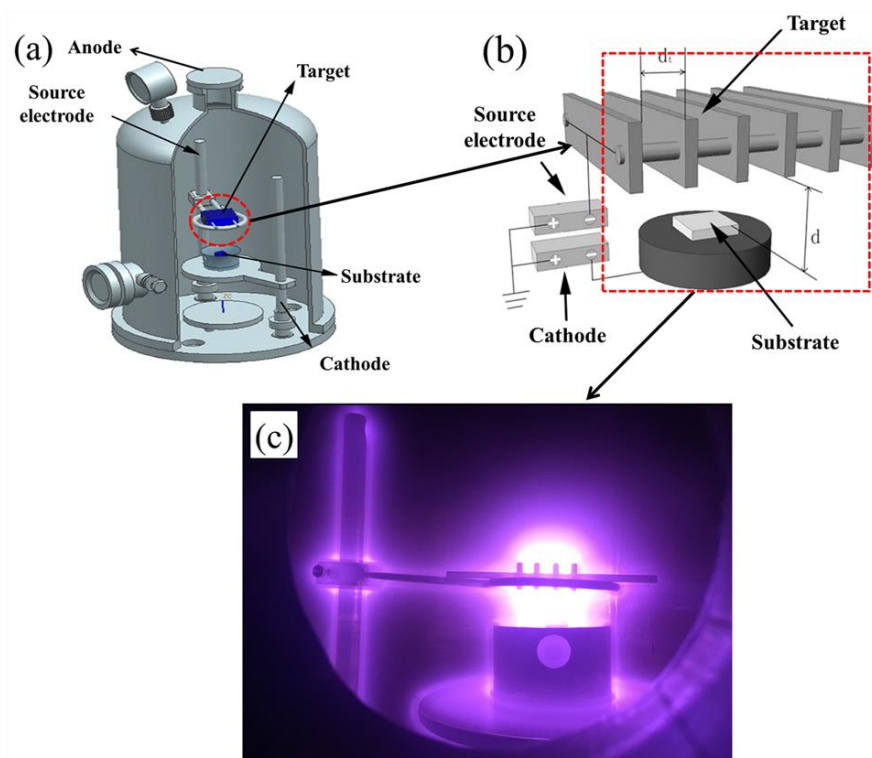 (a)
Anode
Target
Source
electrode
Substrate
Cathode
(b)
Target
d₁
Source
electrode
d
Cathode
Substrate
(c)